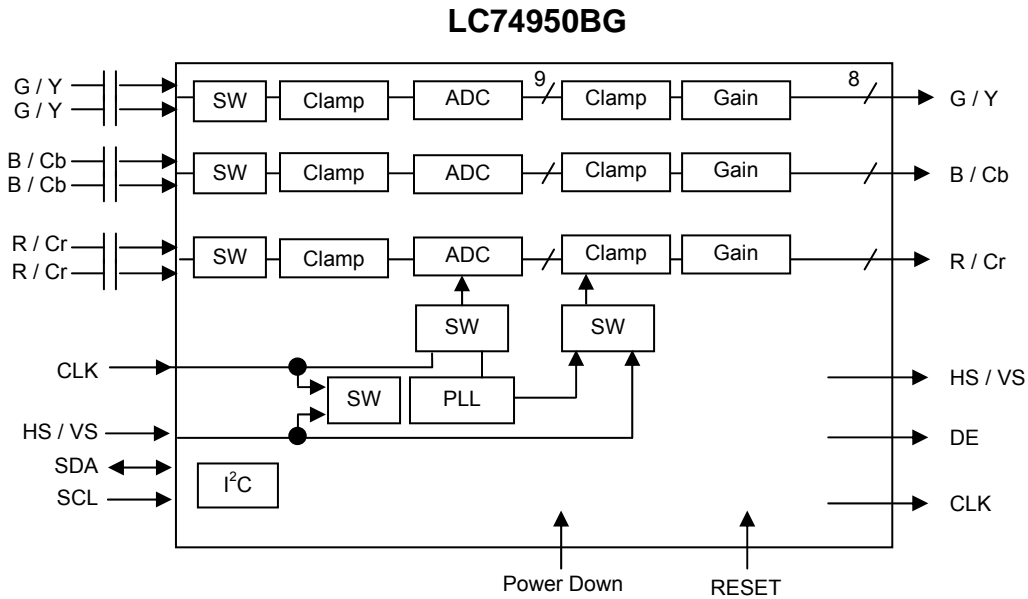 LC74950BG
G / Y
G / Y
SW
Clamp
ADC
9
Clamp
Gain
8
G / Y
B / Cb
B / Cb
SW
Clamp
ADC
Clamp
Gain
B / Cb
R / Cr
R / Cr
SW
Clamp
ADC
Clamp
Gain
R / Cr
SW
SW
CLK
SW
PLL
HS / VS
HS / VS
DE
SDA
SCL
I²C
CLK
Power Down
RESET